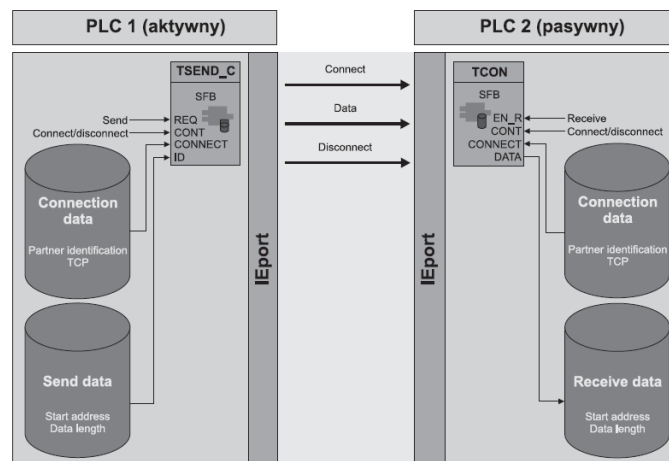 PLC 1 (aktywny)
PLC 2 (pasywny)
TSEND_C
SFB
Send
REQ
Connect/disconnect
CONT
CONNECT
ID
Connection
data
Partner identification
TCP
Send data
Start address
Data length
IEport
Connect
Data
Disconnect
IEport
TCON
SFB
EN_R
Receive
CONT
Connect/disconnect
CONNECT
DATA
Connection
data
Partner identification
TCP
Receive data
Start address
Data length